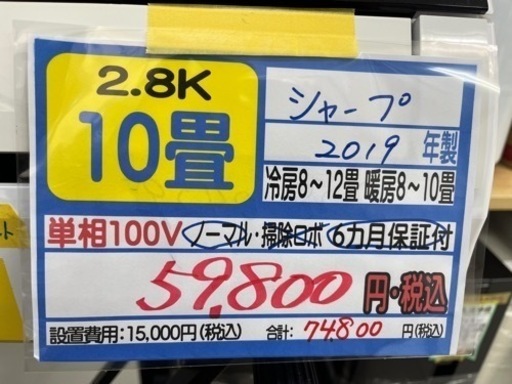 2.8K
10畳
シャープ
2019 年製
冷房8～12畳 暖房8～10畳
単相100V ノーマル・掃除ロボ 6カ月保証付
59,800 円・税込
設置費用:15,000円(税込) 合計: 74,800 円(税込)